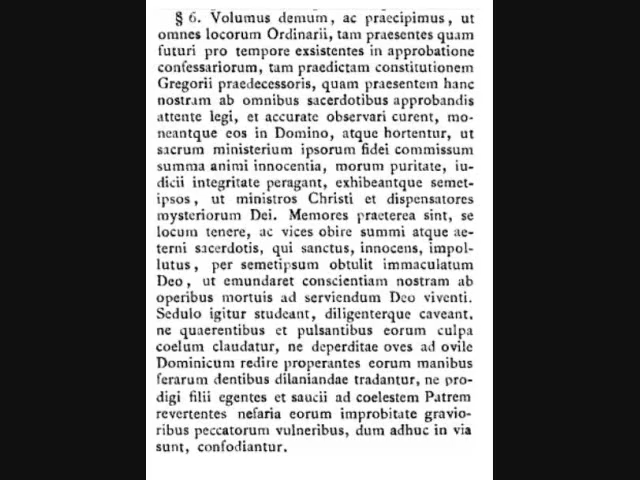 § 6. Volumus demum, ac praecipimus, ut
omnes locorum Ordinarii, tam praesentes quam
futuri pro tempore exsistentes in approbatione
confessariorum, tam praedictam constitutionem
Gregorii praedecessoris, quam praesentem hanc
nostram ab omnibus sacerdotibus approbandis
attente legi, et accurate observari curent, mo-
neantque eos in Domino, atque hortentur, ut
sacrum ministerium ipsorum fidei commissum
summa animi innocentia, morum puritate, iu-
dicii integritate peragant, exhibeantque semet-
ipsos, ut ministros Christi et dispensatores
mysteriorum Dei. Memores praeterea sint, se
locum tenere, ac vices obire summi atque ae-
terni sacerdotis, qui sanctus, innocens, impol-
lutus, per semetipsum obtulit immaculatum
Deo, ut emundaret conscientiam nostram ab
operibus mortuis ad serviendum Deo viventi.
Sedulo igitur studeant, diligenterque caveant,
ne quaerentibus et pulsantibus eorum culpa
coelum claudatur, ne deperditae oves ad ovile
Dominicum redire properantes eorum manibus
ferarum dentibus dilaniandae tradantur, ne pro-
digi filii egentes et saucii ad coelestem Patrem
revertentes nefaria eorum improbitate gravio-
ribus peccatorum vulneribus, dum adhuc in via
sunt, confodiantur.